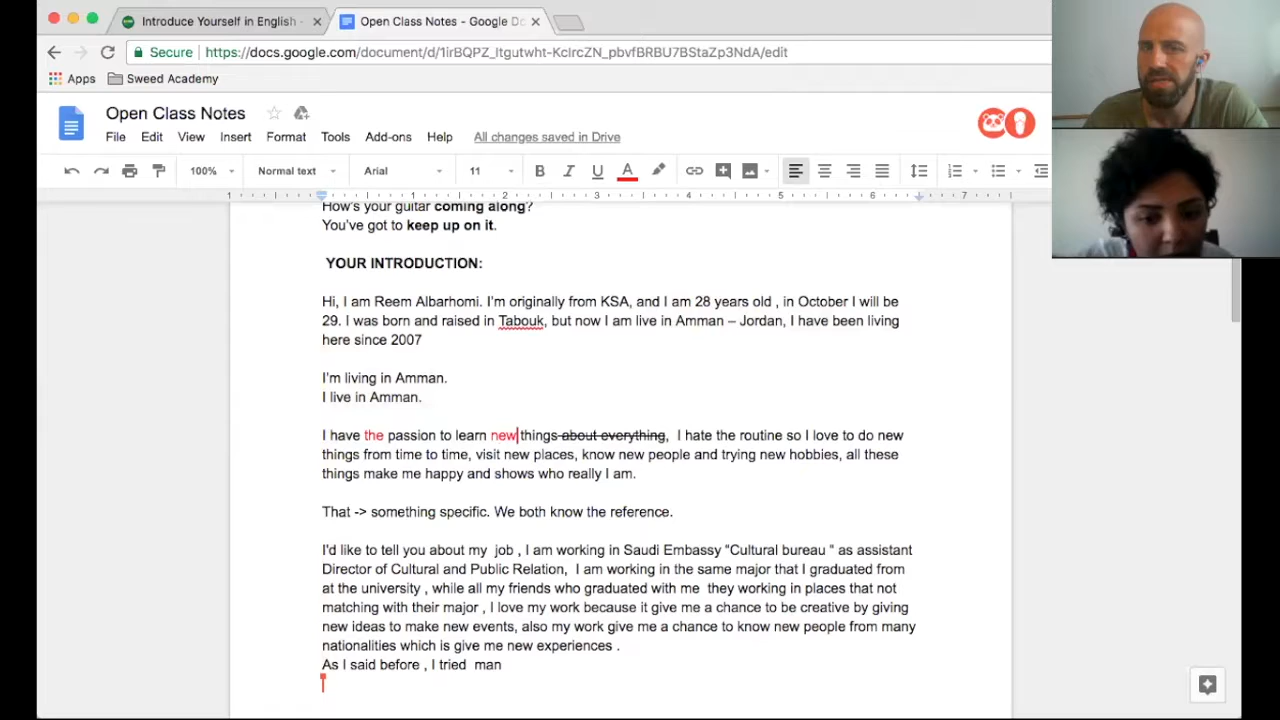 Introduce Yourself in English -
Open Class Notes - Google Do
Secure https://docs.google.com/document/d/1irBQPZ_ltgutwht-KcIrcZN_pbvfBRBU7BStaZp3NdA/edit
Apps Sweed Academy
Open Class Notes
File Edit View Insert Format Tools Add-ons Help All changes saved in Drive
100% Normal text Arial 11 B I U A
1 1 2 3 4 5 6 7
How's your guitar coming along?
You've got to keep up on it.
YOUR INTRODUCTION:
Hi, I am Reem Albarhomi. I'm originally from KSA, and I am 28 years old , in October I will be
29. I was born and raised in Tabouk, but now I am live in Amman – Jordan, I have been living
here since 2007
I'm living in Amman.
I live in Amman.
I have the passion to learn new things about everything, I hate the routine so I love to do new
things from time to time, visit new places, know new people and trying new hobbies, all these
things make me happy and shows who really I am.
That -> something specific. We both know the reference.
I'd like to tell you about my job , I am working in Saudi Embassy "Cultural bureau " as assistant
Director of Cultural and Public Relation, I am working in the same major that I graduated from
at the university , while all my friends who graduated with me they working in places that not
matching with their major , I love my work because it give me a chance to be creative by giving
new ideas to make new events, also my work give me a chance to know new people from many
nationalities which is give me new experiences .
As I said before , I tried man